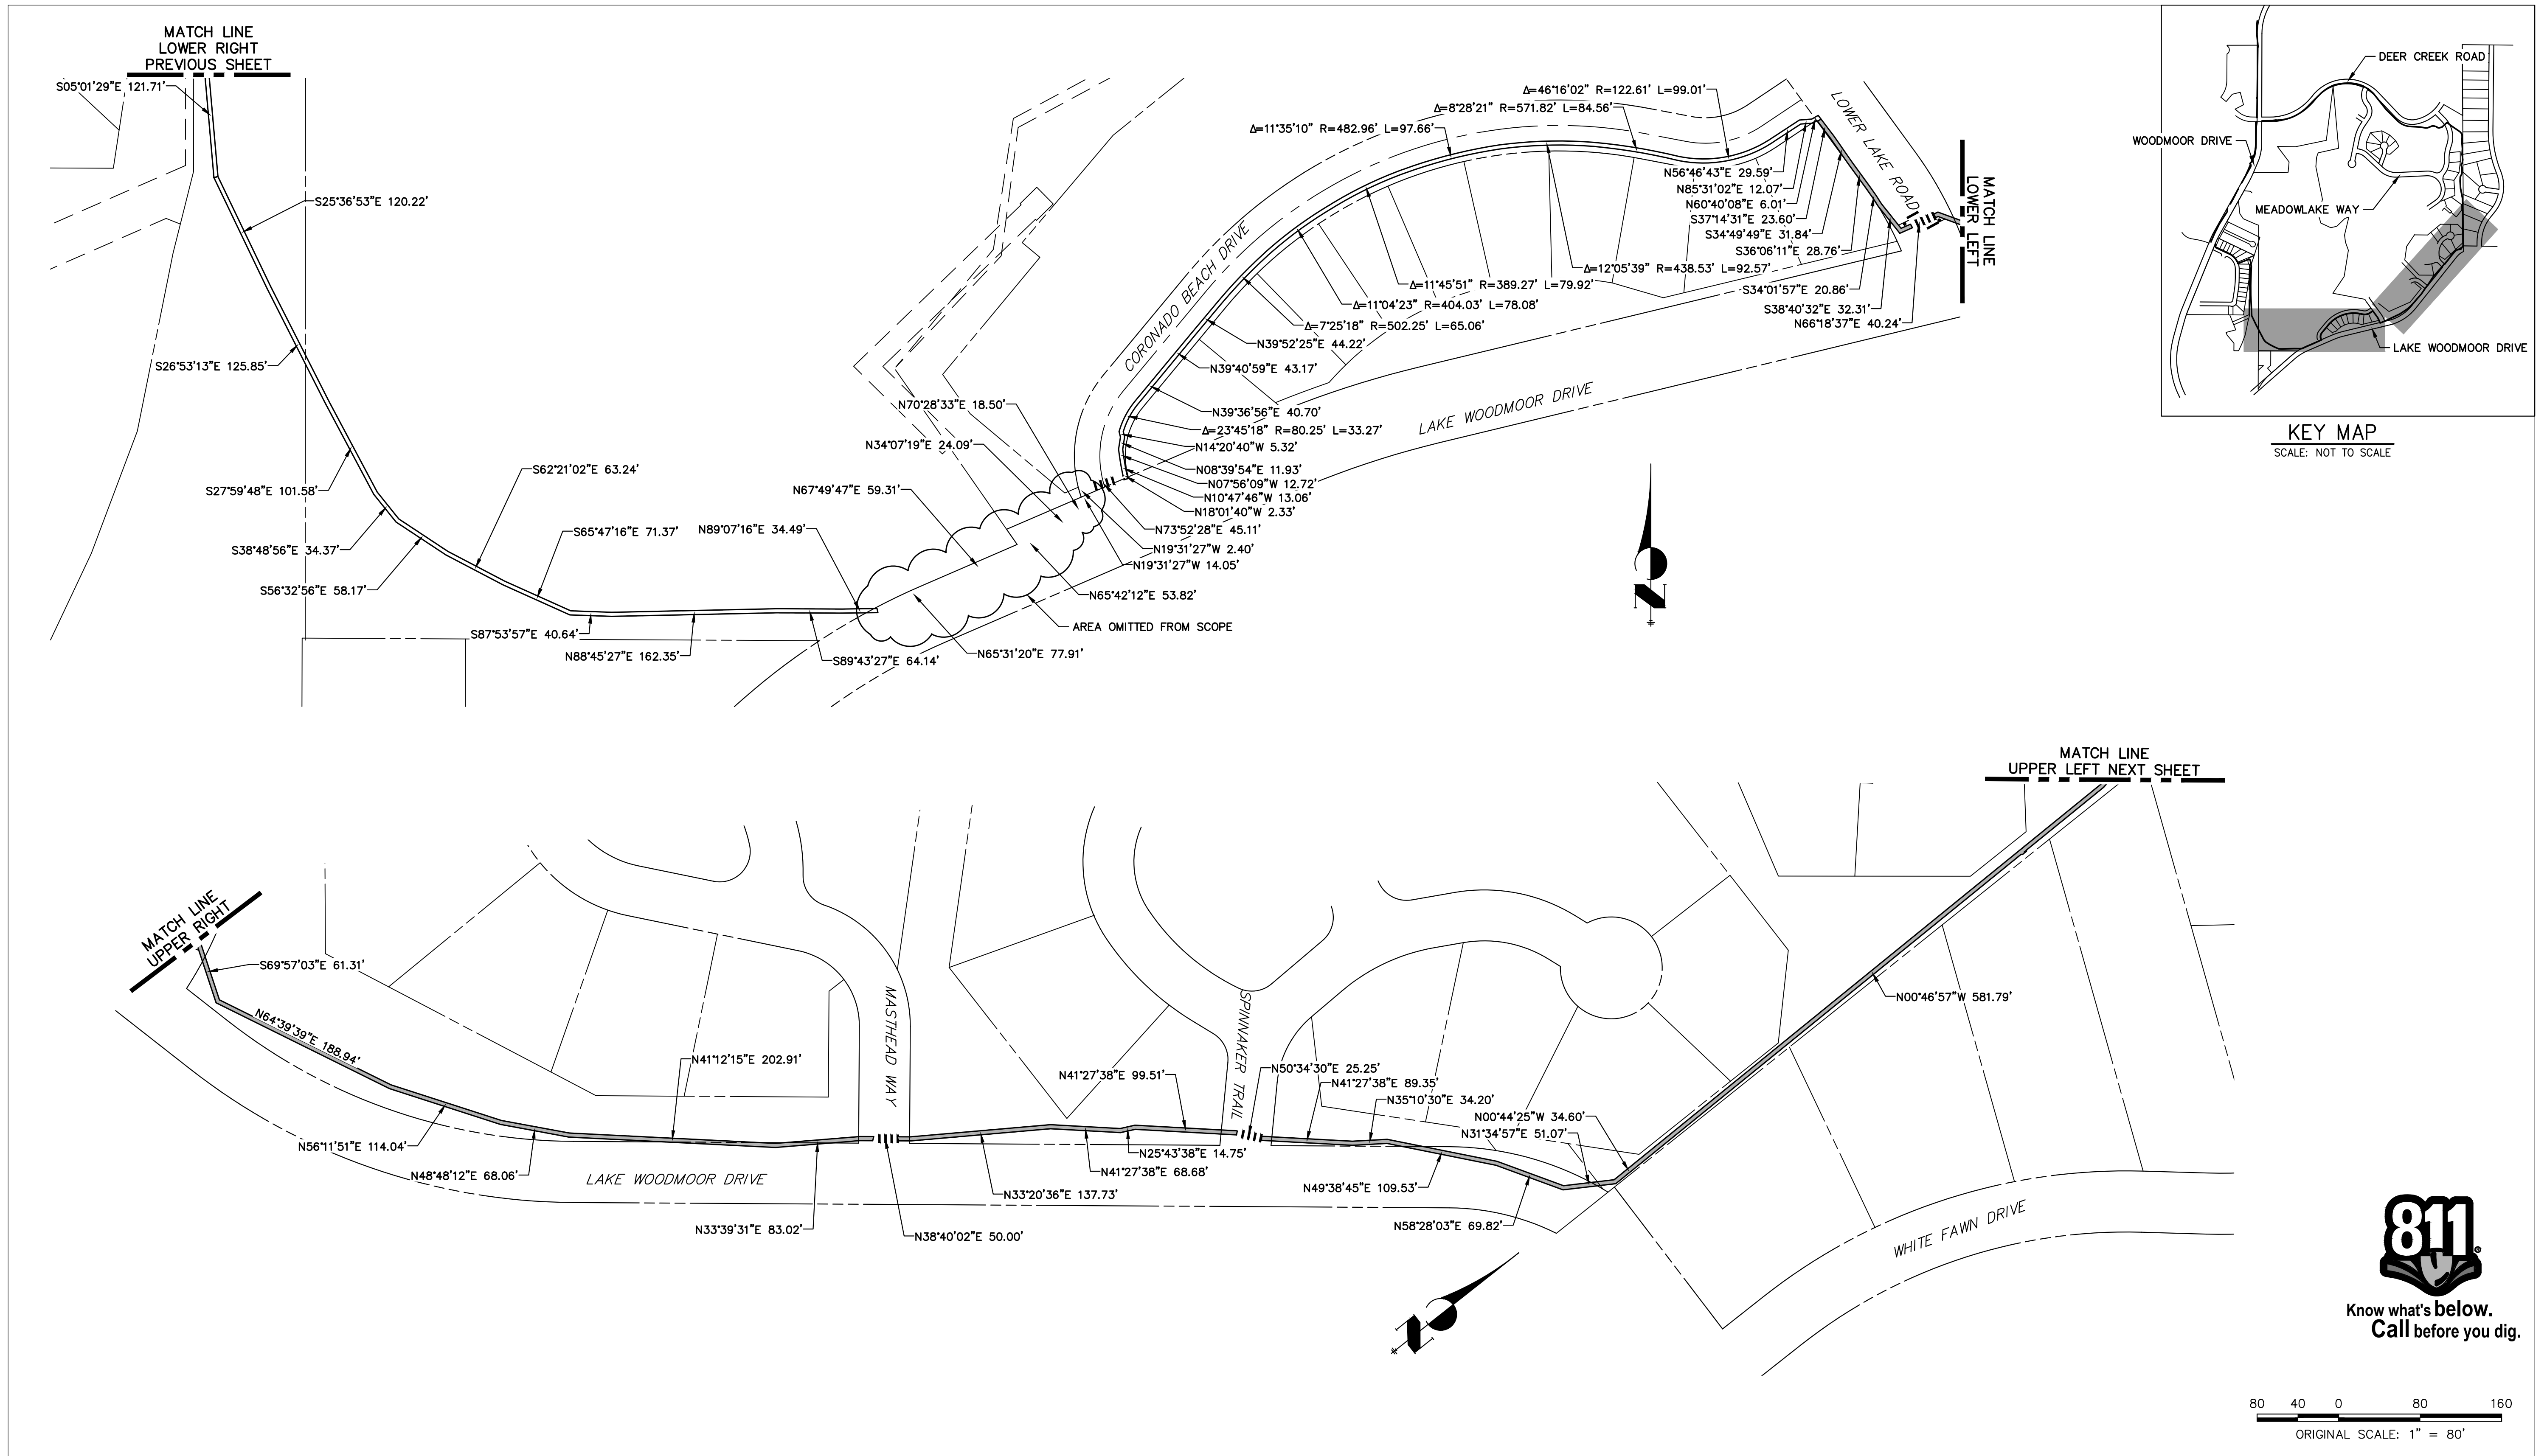 MATCH LINE
LOWER RIGHT
PREVIOUS SHEET
S05°01'29"E 121.71'
S25°36'53"E 120.22'
S26°53'13"E 125.85'
S27°59'48"E 101.58'
S38°48'56"E 34.37'
S56°32'56"E 58.17'
S62°21'02"E 63.24'
S65°47'16"E 71.37'
S87°53'57"E 40.64'
N88°45'27"E 162.35'
S89°43'27"E 64.14'
N89°07'16"E 34.49'
N67°49'47"E 59.31'
N34°07'19"E 24.09'
N70°28'33"E 18.50'
N65°31'20"E 77.91'
AREA OMITTED FROM SCOPE
N65°42'12"E 53.82'
N19°31'27"W 14.05'
N19°31'27"W 2.40'
N73°52'28"E 45.11'
N18°01'40"W 2.33'
N10°47'46"W 13.06'
N07°56'09"W 12.72'
N08°39'54"E 11.93'
N14°20'40"W 5.32'
Δ=23°45'18" R=80.25' L=33.27'
N39°36'56"E 40.70'
N39°40'59"E 43.17'
N39°52'25"E 44.22'
Δ=7°25'18" R=502.25' L=65.06'
Δ=11°04'23" R=404.03' L=78.08'
Δ=11°45'51" R=389.27' L=79.92'
Δ=12°05'39" R=438.53' L=92.57'
Δ=11°35'10" R=482.96' L=97.66'
Δ=8°28'21" R=571.82' L=84.56'
Δ=46°16'02" R=122.61' L=99.01'
CORONADO BEACH DRIVE
LAKE WOODMOOR DRIVE
LOWER LAKE ROAD
N56°46'43"E 29.59'
N85°31'02"E 12.07'
N60°40'08"E 6.01'
S37°14'31"E 23.60'
S34°49'49"E 31.84'
S36°06'11"E 28.76'
S34°01'57"E 20.86'
S38°40'32"E 32.31'
N66°18'37"E 40.24'
MATCH LINE
LOWER LEFT
N
DEER CREEK ROAD
WOODMOOR DRIVE
MEADOWLAKE WAY
LAKE WOODMOOR DRIVE
KEY MAP
SCALE: NOT TO SCALE
MATCH LINE
UPPER RIGHT
S69°57'03"E 61.31'
N64°39'39"E 188.94'
N56°11'51"E 114.04'
N48°48'12"E 68.06'
N41°12'15"E 202.91'
LAKE WOODMOOR DRIVE
N33°39'31"E 83.02'
MASTHEAD WAY
N38°40'02"E 50.00'
N33°20'36"E 137.73'
N41°27'38"E 68.68'
N25°43'38"E 14.75'
N41°27'38"E 99.51'
SPINNAKER TRAIL
N50°34'30"E 25.25'
N41°27'38"E 89.35'
N35°10'30"E 34.20'
N49°38'45"E 109.53'
N58°28'03"E 69.82'
N31°34'57"E 51.07'
N00°44'25"W 34.60'
N00°46'57"W 581.79'
MATCH LINE
UPPER LEFT NEXT SHEET
WHITE FAWN DRIVE
N
811®
Know what's below.
Call before you dig.
80 40 0 80 160
ORIGINAL SCALE: 1" = 80'